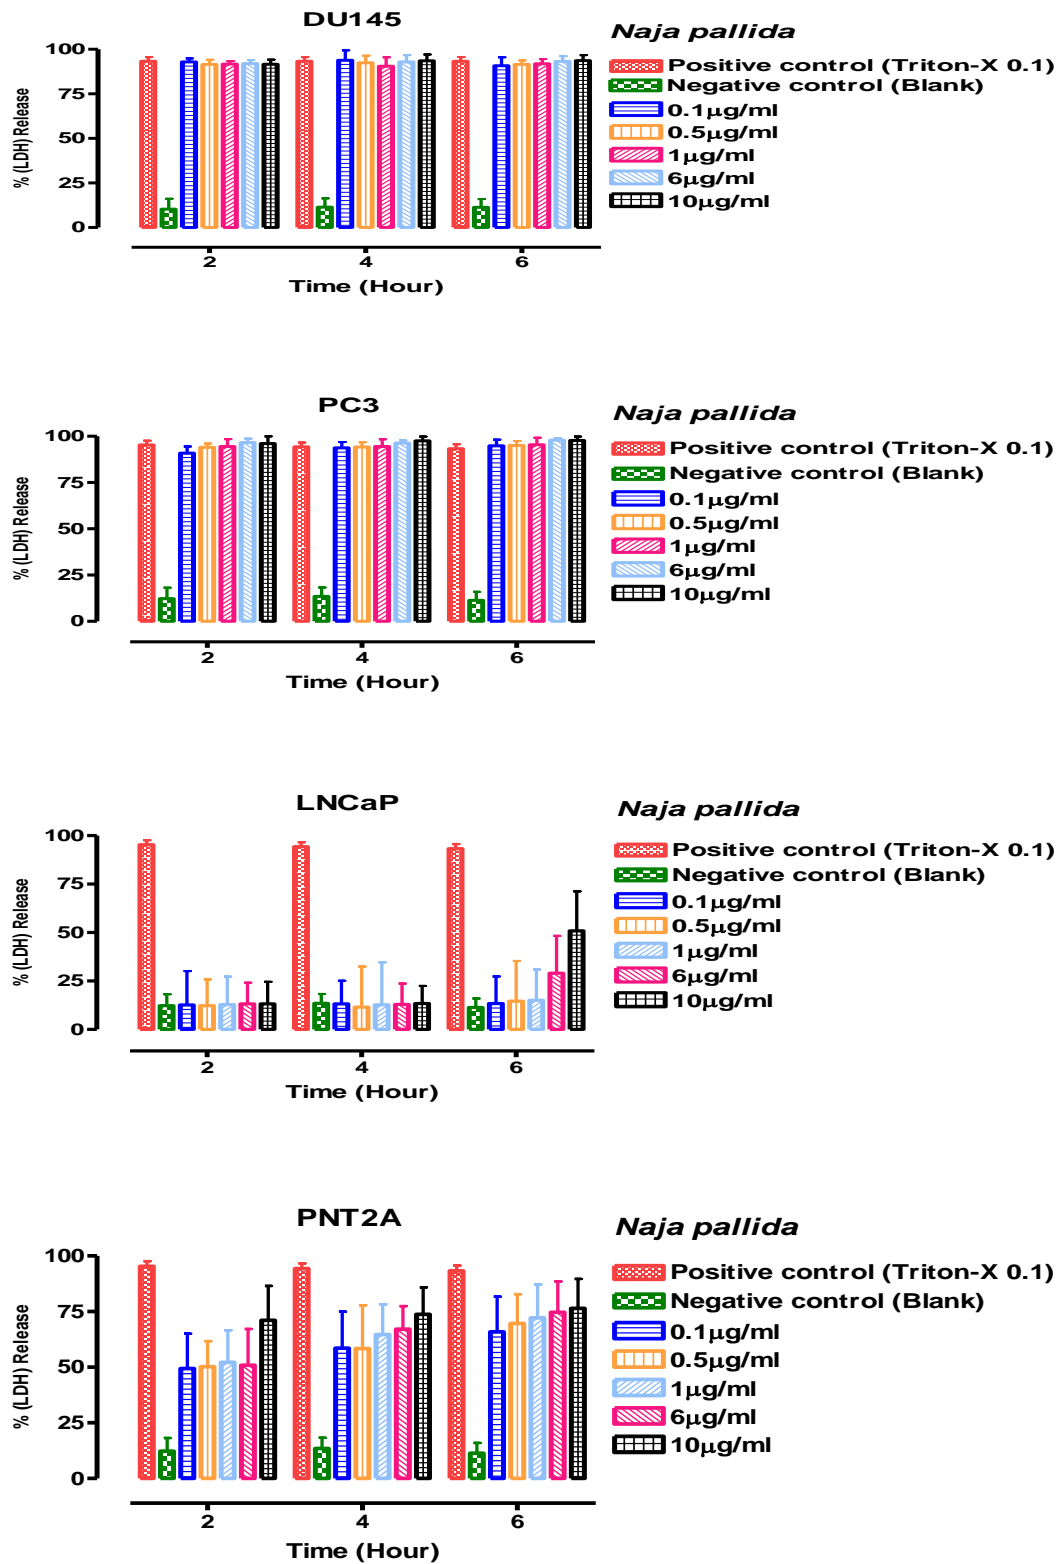 DU145
Naja pallida
% (LDH) Release
100
75
50
25
0
2
4
6
Time (Hour)
Positive control (Triton-X 0.1)
Negative control (Blank)
0.1µg/ml
0.5µg/ml
1µg/ml
6µg/ml
10µg/ml
PC3
Naja pallida
% (LDH) Release
100
75
50
25
0
2
4
6
Time (Hour)
Positive control (Triton-X 0.1)
Negative control (Blank)
0.1µg/ml
0.5µg/ml
1µg/ml
6µg/ml
10µg/ml
LNCaP
Naja pallida
% (LDH) Release
100
75
50
25
0
2
4
6
Time (Hour)
Positive control (Triton-X 0.1)
Negative control (Blank)
0.1µg/ml
0.5µg/ml
1µg/ml
6µg/ml
10µg/ml
PNT2A
Naja pallida
% (LDH) Release
100
75
50
25
0
2
4
6
Time (Hour)
Positive control (Triton-X 0.1)
Negative control (Blank)
0.1µg/ml
0.5µg/ml
1µg/ml
6µg/ml
10µg/ml